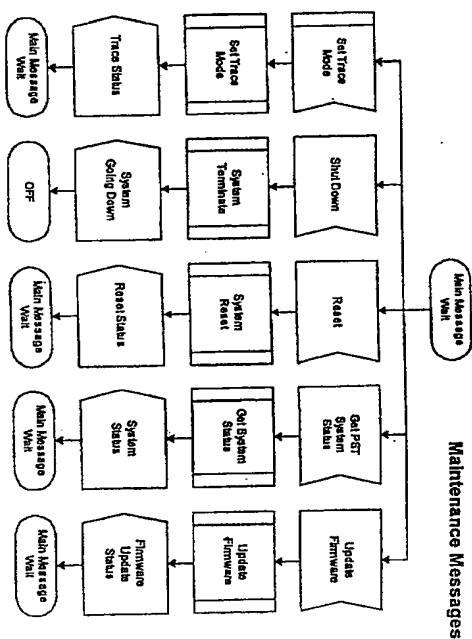 Maintenance Messages
Main Message
Wait
Set Trace
Mode
Shut Down
Reset
Get PST
System
Status
Update
Firmware
Set Trace
Mode
System
Terminate
System
Reset
Get System
Status
Update
Firmware
Trace Status
System
Going Down
Reset Status
System
Status
Firmware
Update
Status
Main Message
Wait
OFF
Main Message
Wait
Main Message
Wait
Main Message
Wait